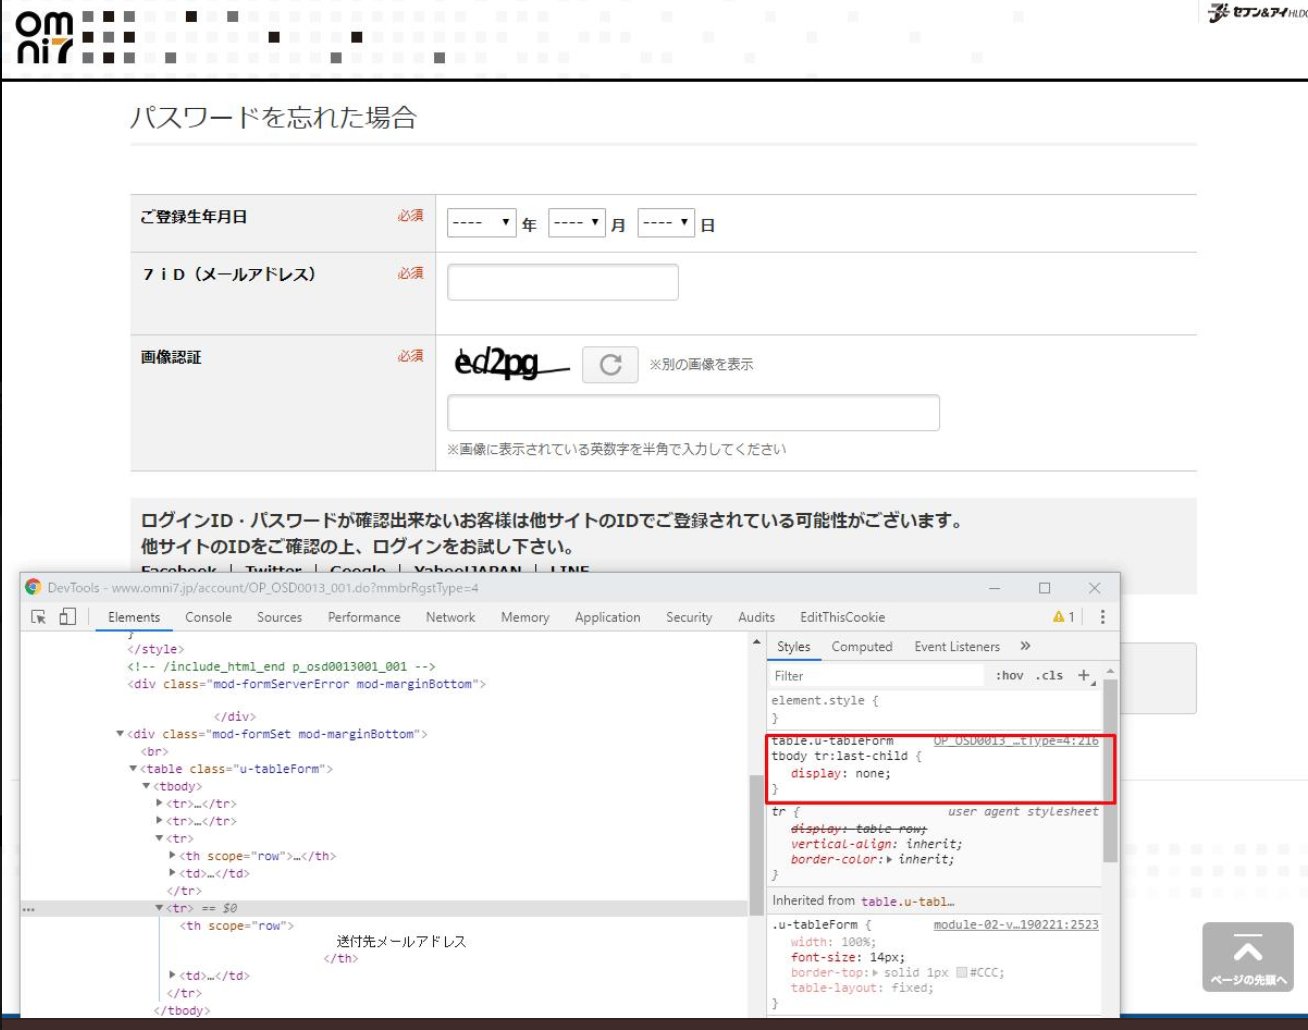 omni7
セブン&アイHLD
パスワードを忘れた場合
ご登録生年月日 必須 ---- 年 ---- 月 ---- 日
7iD（メールアドレス） 必須
画像認証 必須 ed2pg ※別の画像を表示
※画像に表示されている英数字を半角で入力してください
ログインID・パスワードが確認出来ないお客様は他サイトのIDでご登録されている可能性がございます。
他サイトのIDをご確認の上、ログインをお試し下さい。
Facebook | Twitter | Google | Yahoo!JAPAN | LINE
DevTools - www.omni7.jp/account/OP_OSD0013_001.do?mmbrRgstType=4
Elements Console Sources Performance Network Memory Application Security Audits EditThisCookie 1
}
</style>
<!-- /include_html_end p_osd0013001_001 -->
<div class="mod-formServerError mod-marginBottom">
</div>
<div class="mod-formSet mod-marginBottom">
<br>
<table class="u-tableForm">
<tbody>
<tr>…</tr>
<tr>…</tr>
<tr>
<th scope="row">…</th>
<td>…</td>
</tr>
<tr> == $0
<th scope="row">
送付先メールアドレス
</th>
<td>…</td>
</tr>
</tbody>
Styles Computed Event Listeners »
Filter :hov .cls +
element.style {
}
table.u-tableForm OP_OSD0013_…tType=4:216
tbody tr:last-child {
display: none;
}
tr { user agent stylesheet
display: table-row;
vertical-align: inherit;
border-color: inherit;
}
Inherited from table.u-tabl…
.u-tableForm { module-02-v…190221:2523
width: 100%;
font-size: 14px;
border-top: solid 1px #CCC;
table-layout: fixed;
}
ページの先頭へ